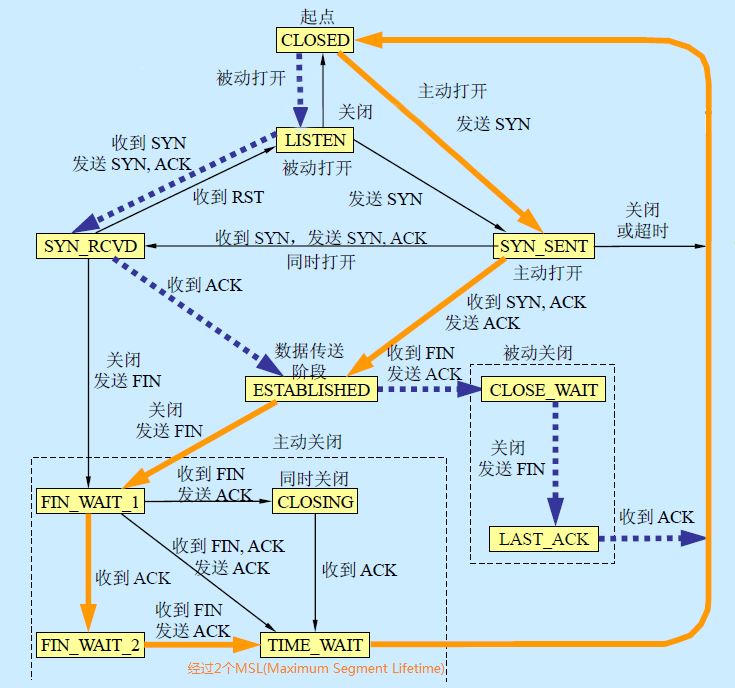 起点
CLOSED
被动打开
关闭
主动打开
发送 SYN
收到 SYN
发送 SYN, ACK
LISTEN
被动打开
收到 RST
发送 SYN
关闭
或超时
SYN_RCVD
收到 SYN，发送 SYN, ACK
同时打开
SYN_SENT
主动打开
收到 ACK
收到 SYN, ACK
发送 ACK
数据传送
阶段
收到 FIN
发送 ACK
被动关闭
关闭
发送 FIN
ESTABLISHED
CLOSE_WAIT
关闭
发送 FIN
主动关闭
关闭
发送 FIN
收到 FIN
发送 ACK
同时关闭
FIN_WAIT_1
CLOSING
LAST_ACK
收到 ACK
收到 FIN, ACK
发送 ACK
收到 ACK
收到 ACK
收到 FIN
发送 ACK
FIN_WAIT_2
TIME_WAIT
经过2个MSL(Maximum Segment Lifetime)